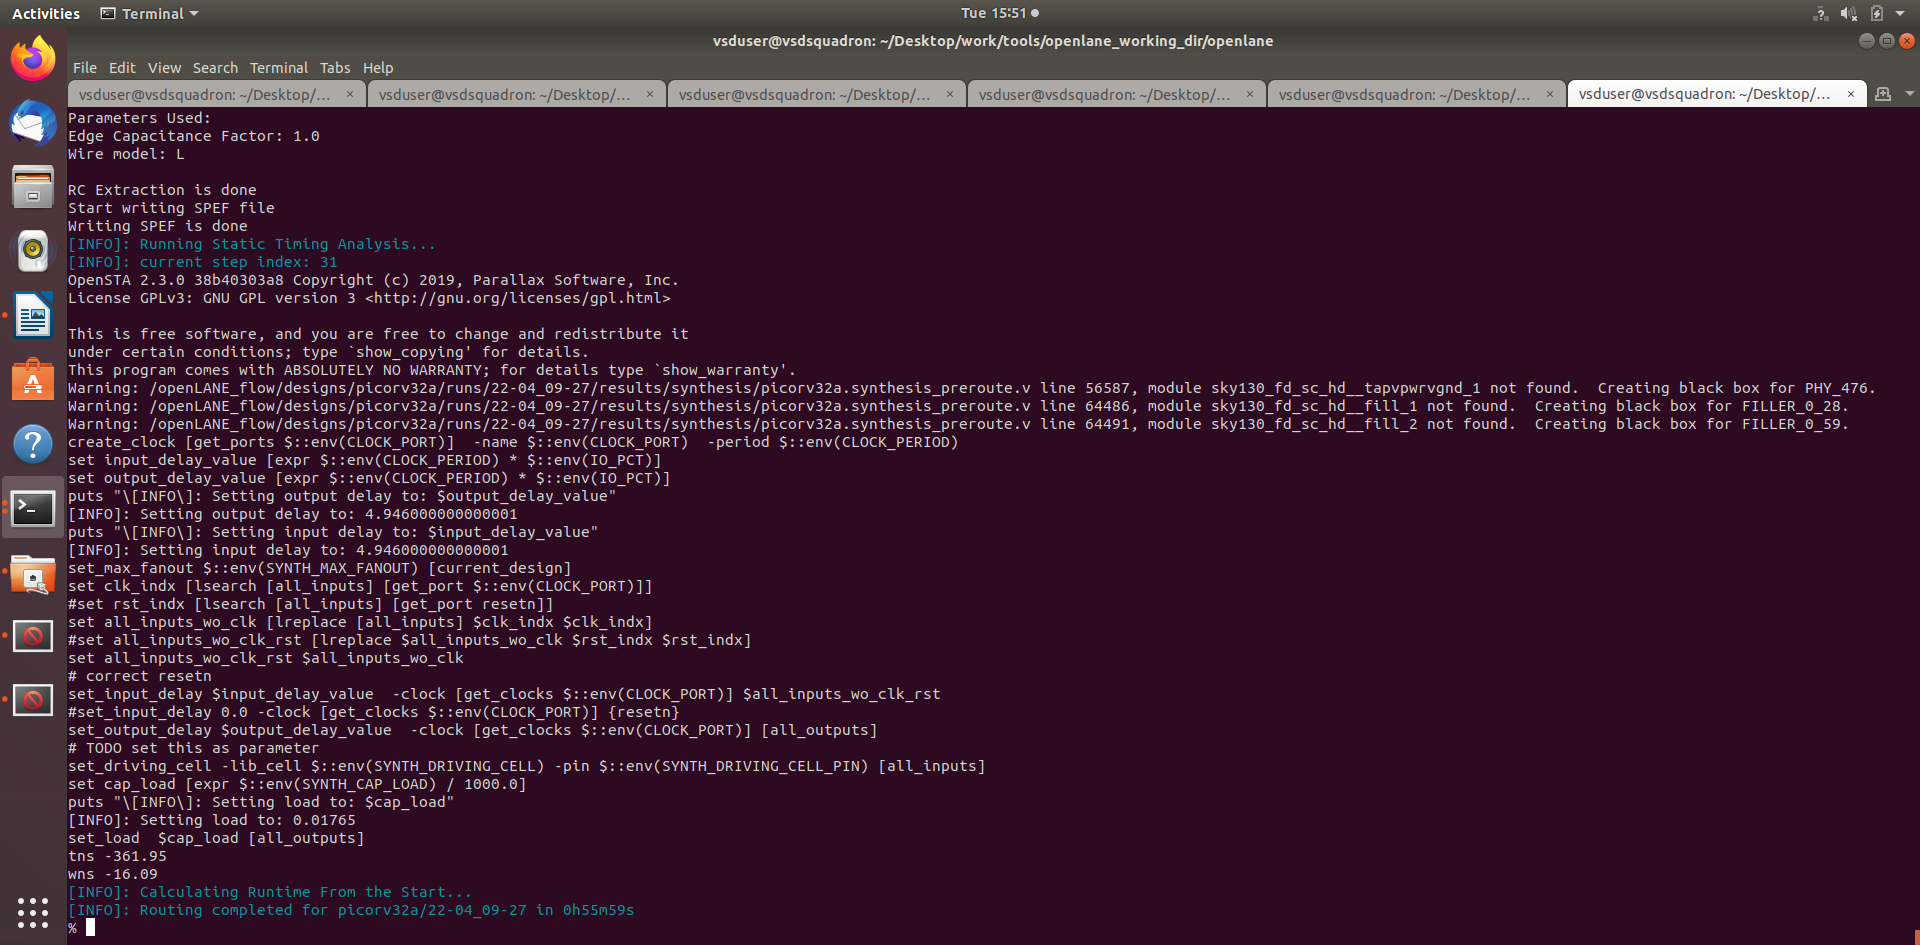 Activities
Terminal
Tue 15:51
vsduser@vsdsquadron: ~/Desktop/work/tools/openlane_working_dir/openlane
File Edit View Search Terminal Tabs Help
vsduser@vsdsquadron: ~/Desktop/... × vsduser@vsdsquadron: ~/Desktop/... × vsduser@vsdsquadron: ~/Desktop/... × vsduser@vsdsquadron: ~/Desktop/... × vsduser@vsdsquadron: ~/Desktop/... × vsduser@vsdsquadron: ~/Desktop/... ×
Parameters Used:
Edge Capacitance Factor: 1.0
Wire model: L
RC Extraction is done
Start writing SPEF file
Writing SPEF is done
[INFO]: Running Static Timing Analysis...
[INFO]: current step index: 31
OpenSTA 2.3.0 38b40303a8 Copyright (c) 2019, Parallax Software, Inc.
License GPLv3: GNU GPL version 3 <http://gnu.org/licenses/gpl.html>
This is free software, and you are free to change and redistribute it
under certain conditions; type `show_copying' for details.
This program comes with ABSOLUTELY NO WARRANTY; for details type `show_warranty'.
Warning: /openLANE_flow/designs/picorv32a/runs/22-04_09-27/results/synthesis/picorv32a.synthesis_preroute.v line 56587, module sky130_fd_sc_hd__tapvpwrvgnd_1 not found.  Creating black box for PHY_476.
Warning: /openLANE_flow/designs/picorv32a/runs/22-04_09-27/results/synthesis/picorv32a.synthesis_preroute.v line 64486, module sky130_fd_sc_hd__fill_1 not found.  Creating black box for FILLER_0_28.
Warning: /openLANE_flow/designs/picorv32a/runs/22-04_09-27/results/synthesis/picorv32a.synthesis_preroute.v line 64491, module sky130_fd_sc_hd__fill_2 not found.  Creating black box for FILLER_0_59.
create_clock [get_ports $::env(CLOCK_PORT)]  -name $::env(CLOCK_PORT)  -period $::env(CLOCK_PERIOD)
set input_delay_value [expr $::env(CLOCK_PERIOD) * $::env(IO_PCT)]
set output_delay_value [expr $::env(CLOCK_PERIOD) * $::env(IO_PCT)]
puts "\[INFO\]: Setting output delay to: $output_delay_value"
[INFO]: Setting output delay to: 4.946000000000001
puts "\[INFO\]: Setting input delay to: $input_delay_value"
[INFO]: Setting input delay to: 4.946000000000001
set_max_fanout $::env(SYNTH_MAX_FANOUT) [current_design]
set clk_indx [lsearch [all_inputs] [get_port $::env(CLOCK_PORT)]]
#set rst_indx [lsearch [all_inputs] [get_port resetn]]
set all_inputs_wo_clk [lreplace [all_inputs] $clk_indx $clk_indx]
#set all_inputs_wo_clk_rst [lreplace $all_inputs_wo_clk $rst_indx $rst_indx]
set all_inputs_wo_clk_rst $all_inputs_wo_clk
# correct resetn
set_input_delay $input_delay_value  -clock [get_clocks $::env(CLOCK_PORT)] $all_inputs_wo_clk_rst
#set_input_delay 0.0 -clock [get_clocks $::env(CLOCK_PORT)] {resetn}
set_output_delay $output_delay_value  -clock [get_clocks $::env(CLOCK_PORT)] [all_outputs]
# TODO set this as parameter
set_driving_cell -lib_cell $::env(SYNTH_DRIVING_CELL) -pin $::env(SYNTH_DRIVING_CELL_PIN) [all_inputs]
set cap_load [expr $::env(SYNTH_CAP_LOAD) / 1000.0]
puts "\[INFO\]: Setting load to: $cap_load"
[INFO]: Setting load to: 0.01765
set_load  $cap_load [all_outputs]
tns -361.95
wns -16.09
[INFO]: Calculating Runtime From the Start...
[INFO]: Routing completed for picorv32a/22-04_09-27 in 0h55m59s
%